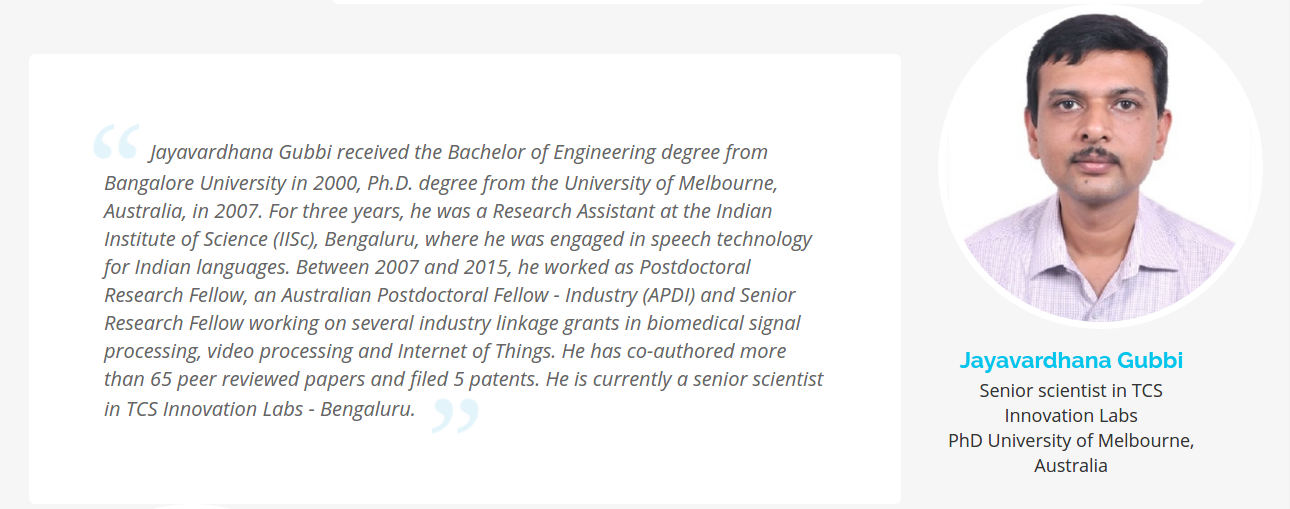 “ Jayavardhana Gubbi received the Bachelor of Engineering degree from
Bangalore University in 2000, Ph.D. degree from the University of Melbourne,
Australia, in 2007. For three years, he was a Research Assistant at the Indian
Institute of Science (IISc), Bengaluru, where he was engaged in speech technology
for Indian languages. Between 2007 and 2015, he worked as Postdoctoral
Research Fellow, an Australian Postdoctoral Fellow - Industry (APDI) and Senior
Research Fellow working on several industry linkage grants in biomedical signal
processing, video processing and Internet of Things. He has co-authored more
than 65 peer reviewed papers and filed 5 patents. He is currently a senior scientist
in TCS Innovation Labs - Bengaluru. ”
Jayavardhana Gubbi
Senior scientist in TCS
Innovation Labs
PhD University of Melbourne,
Australia